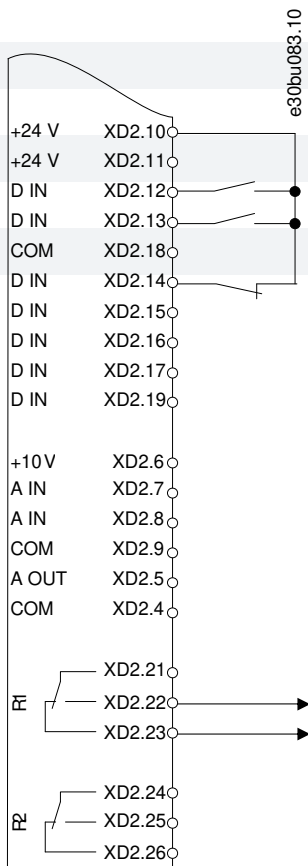 e30bu083.10
+24 V XD2.10
+24 V XD2.11
D IN XD2.12
D IN XD2.13
COM XD2.18
D IN XD2.14
D IN XD2.15
D IN XD2.16
D IN XD2.17
D IN XD2.19
+10V XD2.6
A IN XD2.7
A IN XD2.8
COM XD2.9
A OUT XD2.5
COM XD2.4
XD2.21
R1 XD2.22
XD2.23
XD2.24
R2 XD2.25
XD2.26